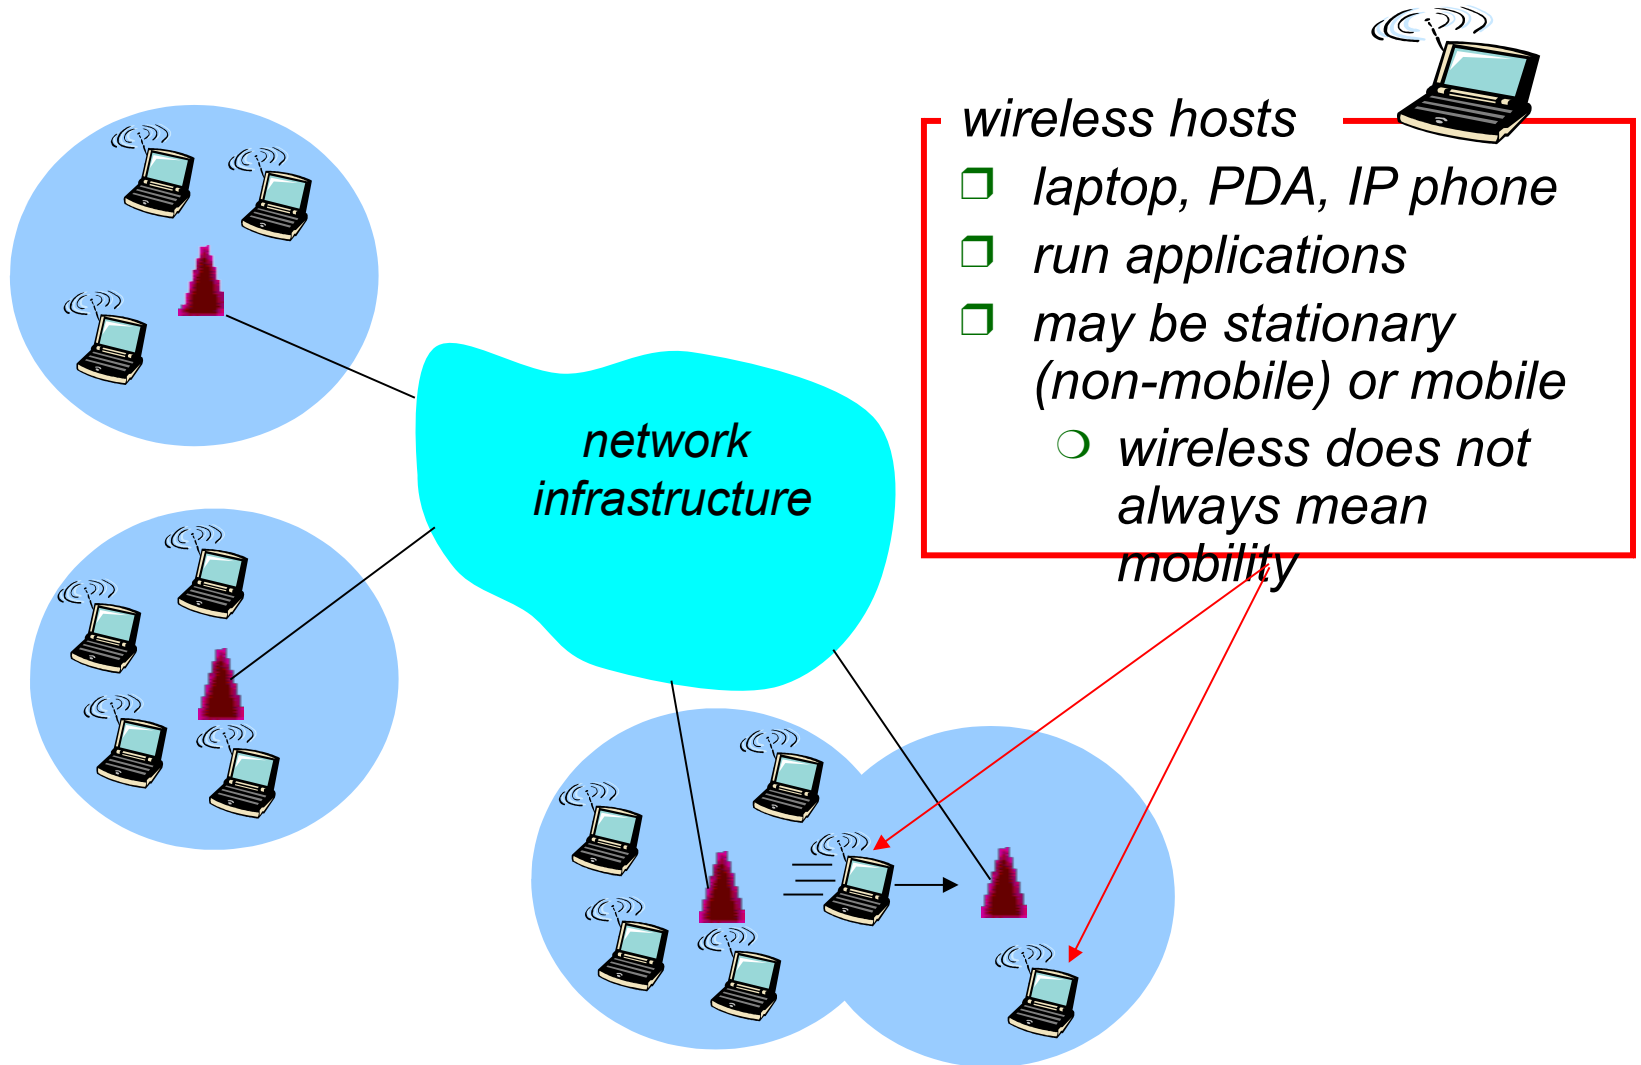 wireless hosts
laptop, PDA, IP phone
run applications
may be stationary
(non-mobile) or mobile
wireless does not
always mean
mobility
network
infrastructure